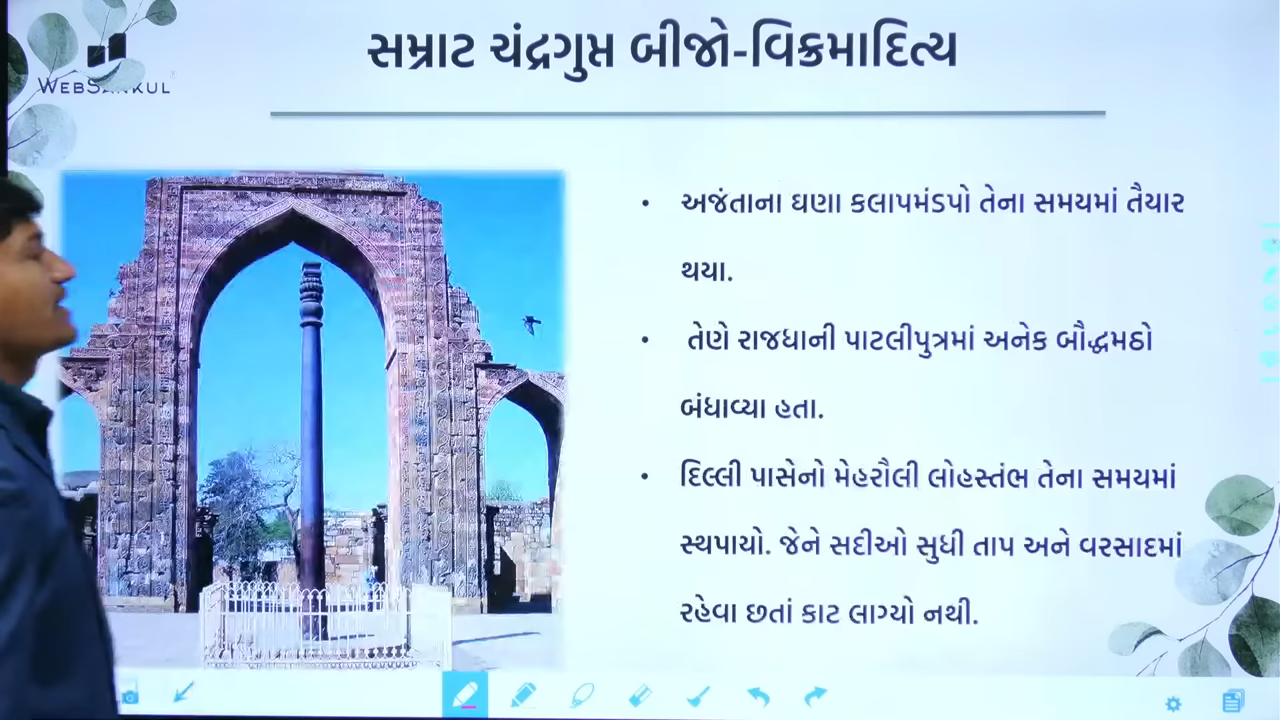 સમ્રાટ ચંદ્રગુપ્ત બીજો-વિક્રમાદિત્ય
WEBSANKUL
• અજંતાના ઘણા કલાપમંડપો તેના સમયમાં તૈયાર
થયા.
• તેણે રાજધાની પાટલીપુત્રમાં અનેક બૌદ્ધમઠો
બંધાવ્યા હતા.
• દિલ્લી પાસેનો મેહરૌલી લોહસ્તંભ તેના સમયમાં
સ્થપાયો. જેને સદીઓ સુધી તાપ અને વરસાદમાં
રહેવા છતાં કાટ લાગ્યો નથી.